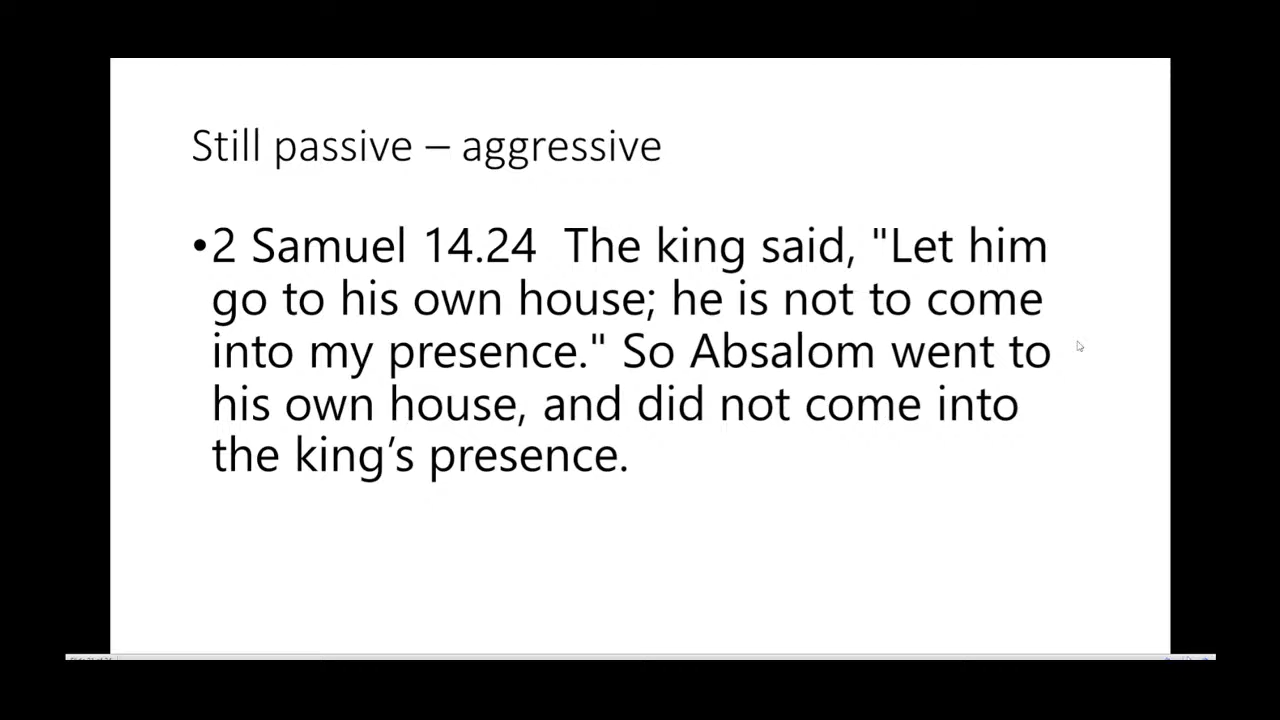 Still passive – aggressive
•2 Samuel 14.24  The king said, "Let him
go to his own house; he is not to come
into my presence." So Absalom went to
his own house, and did not come into
the king’s presence.